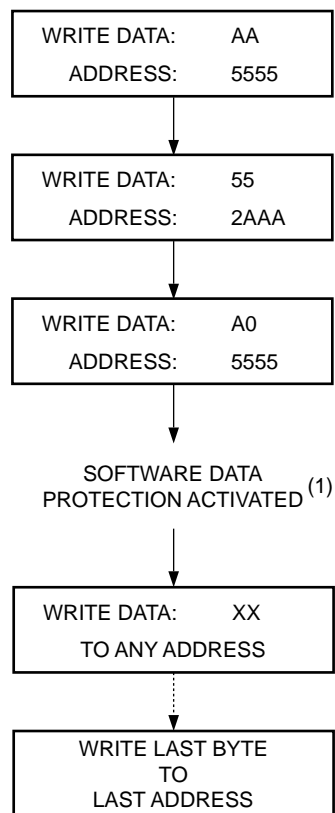 WRITE DATA: AA
ADDRESS: 5555
WRITE DATA: 55
ADDRESS: 2AAA
WRITE DATA: A0
ADDRESS: 5555
SOFTWARE DATA
PROTECTION ACTIVATED (1)
WRITE DATA: XX
TO ANY ADDRESS
WRITE LAST BYTE
TO
LAST ADDRESS